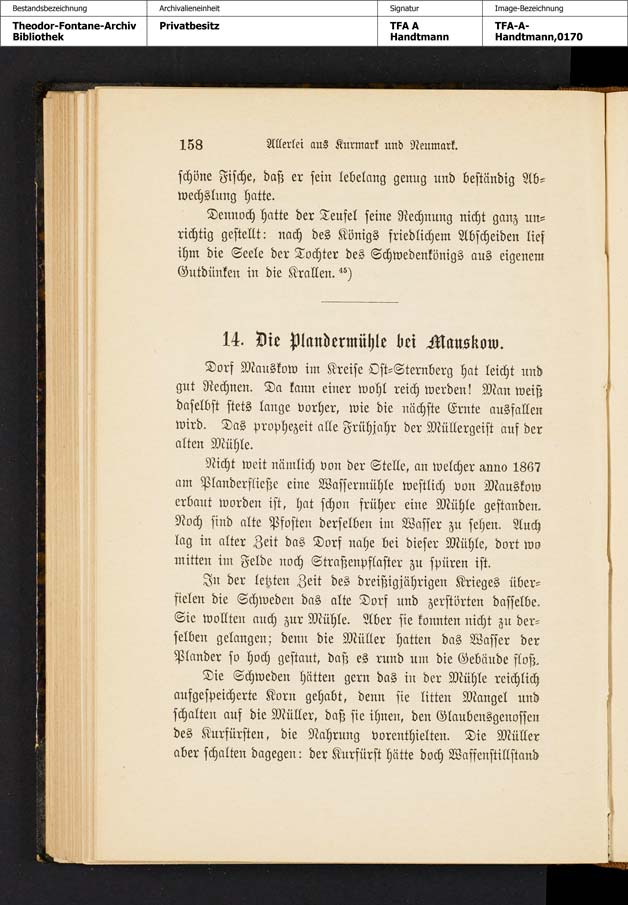 Bestandsbezeichnung
Archivalieneinheit
Signatur
Image-Bezeichnung
Theodor-Fontane-Archiv
Bibliothek
Privatbesitz
TFA A
Handtmann
TFA-A-
Handtmann,0170
158 Allerlei aus Kurmark und Neumark.
schöne Fische, daß er sein lebelang genug und beständig Ab-
wechslung hatte.
Dennoch hatte der Teufel seine Rechnung nicht ganz un-
richtig gestellt: nach des Königs friedlichem Abscheiden lief
ihm die Seele der Tochter des Schwedenkönigs aus eigenem
Gutdünken in die Krallen. ⁴⁵)
14. Die Plandermühle bei Mauskow.
Dorf Mauskow im Kreise Ost-Sternberg hat leicht und
gut Rechnen. Da kann einer wohl reich werden! Man weiß
daselbst stets lange vorher, wie die nächste Ernte ausfallen
wird. Das prophezeit alle Frühjahr der Müllergeist auf der
alten Mühle.
Nicht weit nämlich von der Stelle, an welcher anno 1867
am Planderfließe eine Wassermühle westlich von Mauskow
erbaut worden ist, hat schon früher eine Mühle gestanden.
Noch sind alte Pfosten derselben im Wasser zu sehen. Auch
lag in alter Zeit das Dorf nahe bei dieser Mühle, dort wo
mitten im Felde noch Straßenpflaster zu spüren ist.
In der letzten Zeit des dreißigjährigen Krieges über-
fielen die Schweden das alte Dorf und zerstörten dasselbe.
Sie wollten auch zur Mühle. Aber sie konnten nicht zu der-
selben gelangen; denn die Müller hatten das Wasser der
Plander so hoch gestaut, daß es rund um die Gebäude floß.
Die Schweden hätten gern das in der Mühle reichlich
aufgespeicherte Korn gehabt, denn sie litten Mangel und
schalten auf die Müller, daß sie ihnen, den Glaubensgenossen
des Kurfürsten, die Nahrung vorenthielten. Die Müller
aber schalten dagegen: der Kurfürst hätte doch Waffenstillstand